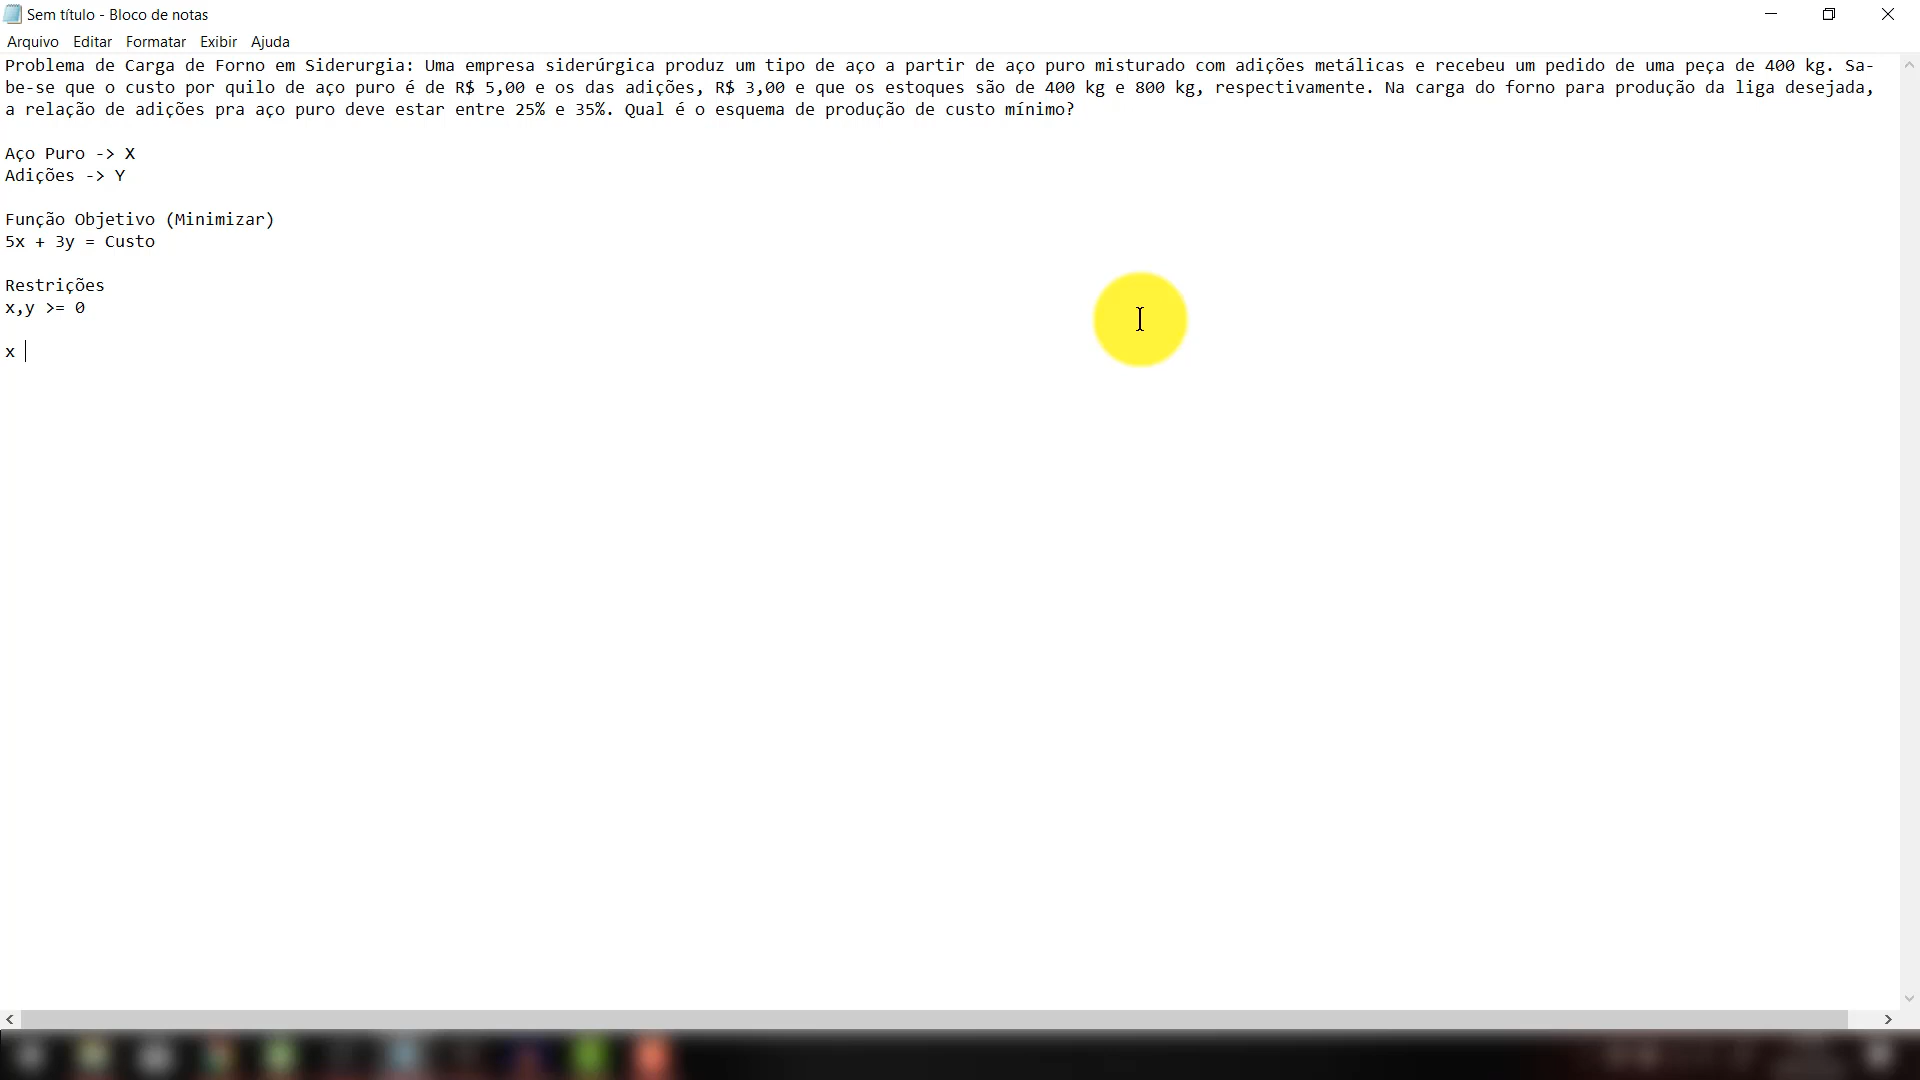 Sem título - Bloco de notas
Arquivo Editar Formatar Exibir Ajuda
Problema de Carga de Forno em Siderurgia: Uma empresa siderúrgica produz um tipo de aço a partir de aço puro misturado com adições metálicas e recebeu um pedido de uma peça de 400 kg. Sa-
be-se que o custo por quilo de aço puro é de R$ 5,00 e os das adições, R$ 3,00 e que os estoques são de 400 kg e 800 kg, respectivamente. Na carga do forno para produção da liga desejada,
a relação de adições pra aço puro deve estar entre 25% e 35%. Qual é o esquema de produção de custo mínimo?
Aço Puro -> X
Adições -> Y
Função Objetivo (Minimizar)
5x + 3y = Custo
Restrições
x,y >= 0
x